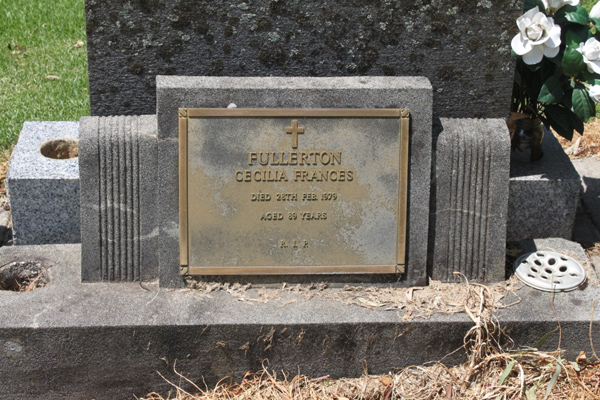 FULLERTON
CECILIA FRANCES
DIED 28TH FEB. 1979
AGED 89 YEARS
R. I. P.